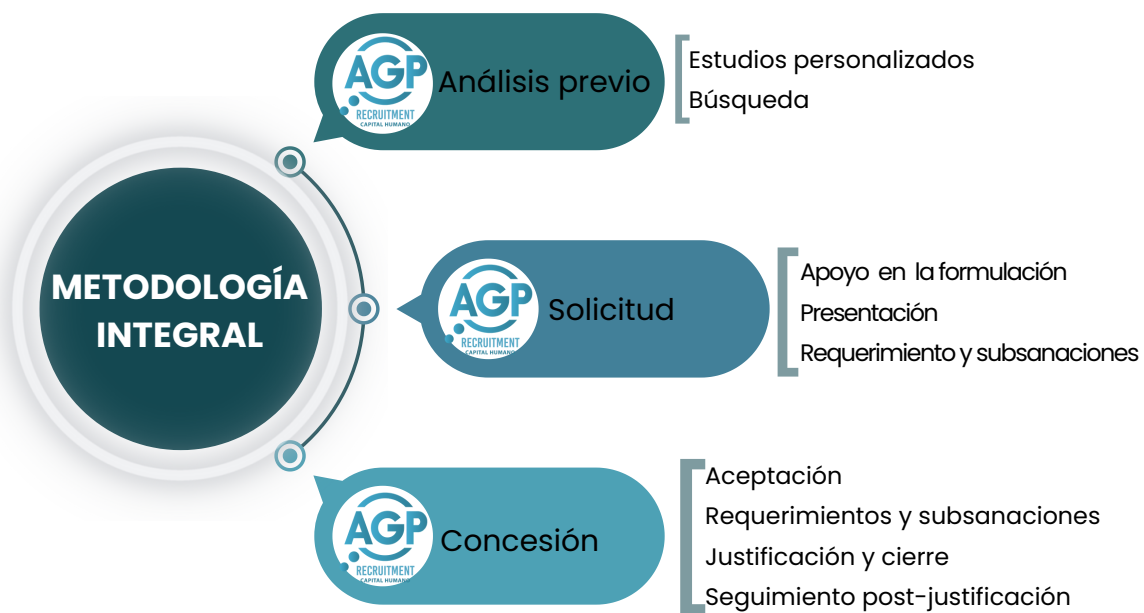 METODOLOGÍA
INTEGRAL
AGP
RECRUITMENT
CAPITAL HUMANO
Análisis previo
Estudios personalizados
Búsqueda
AGP
RECRUITMENT
CAPITAL HUMANO
Solicitud
Apoyo en la formulación
Presentación
Requerimiento y subsanaciones
AGP
RECRUITMENT
CAPITAL HUMANO
Concesión
Aceptación
Requerimientos y subsanaciones
Justificación y cierre
Seguimiento post-justificación